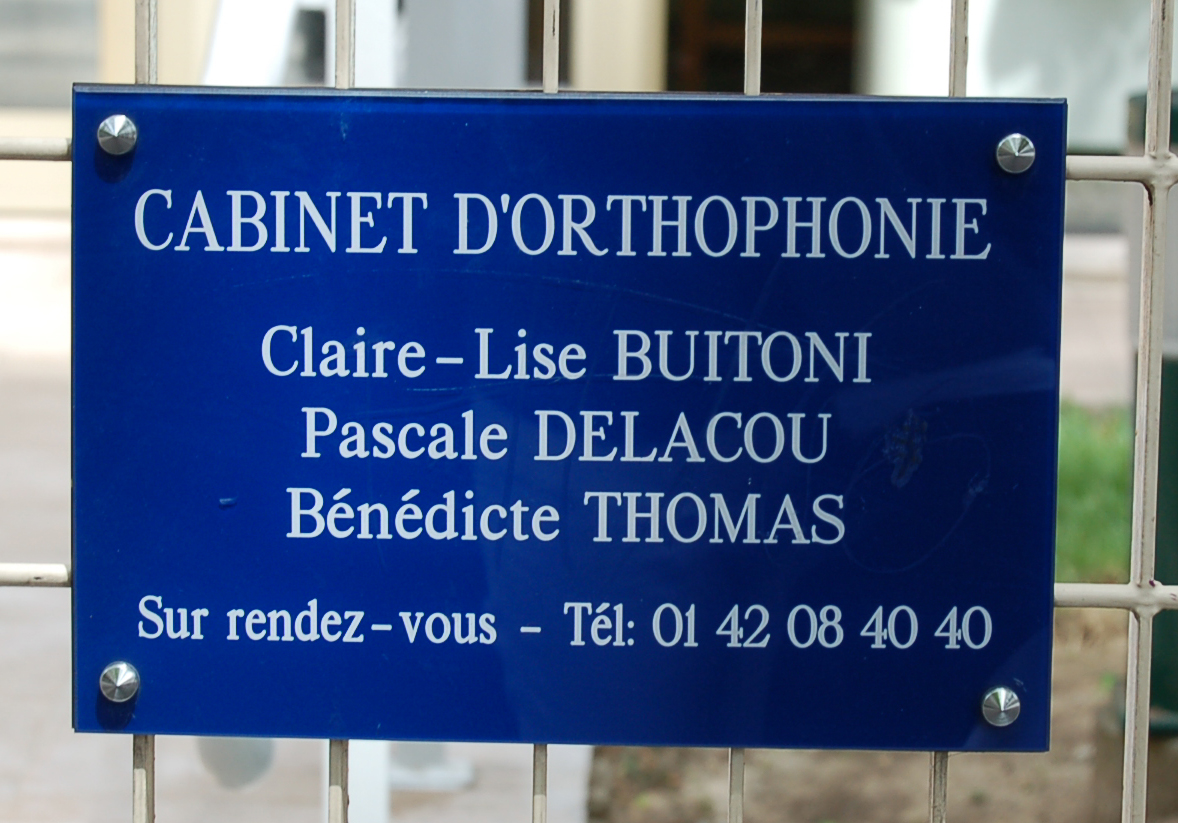 CABINET D'ORTHOPHONIE
Claire-Lise BUITONI
Pascale DELACOU
Bénédicte THOMAS
Sur rendez-vous - Tél: 01 42 08 40 40